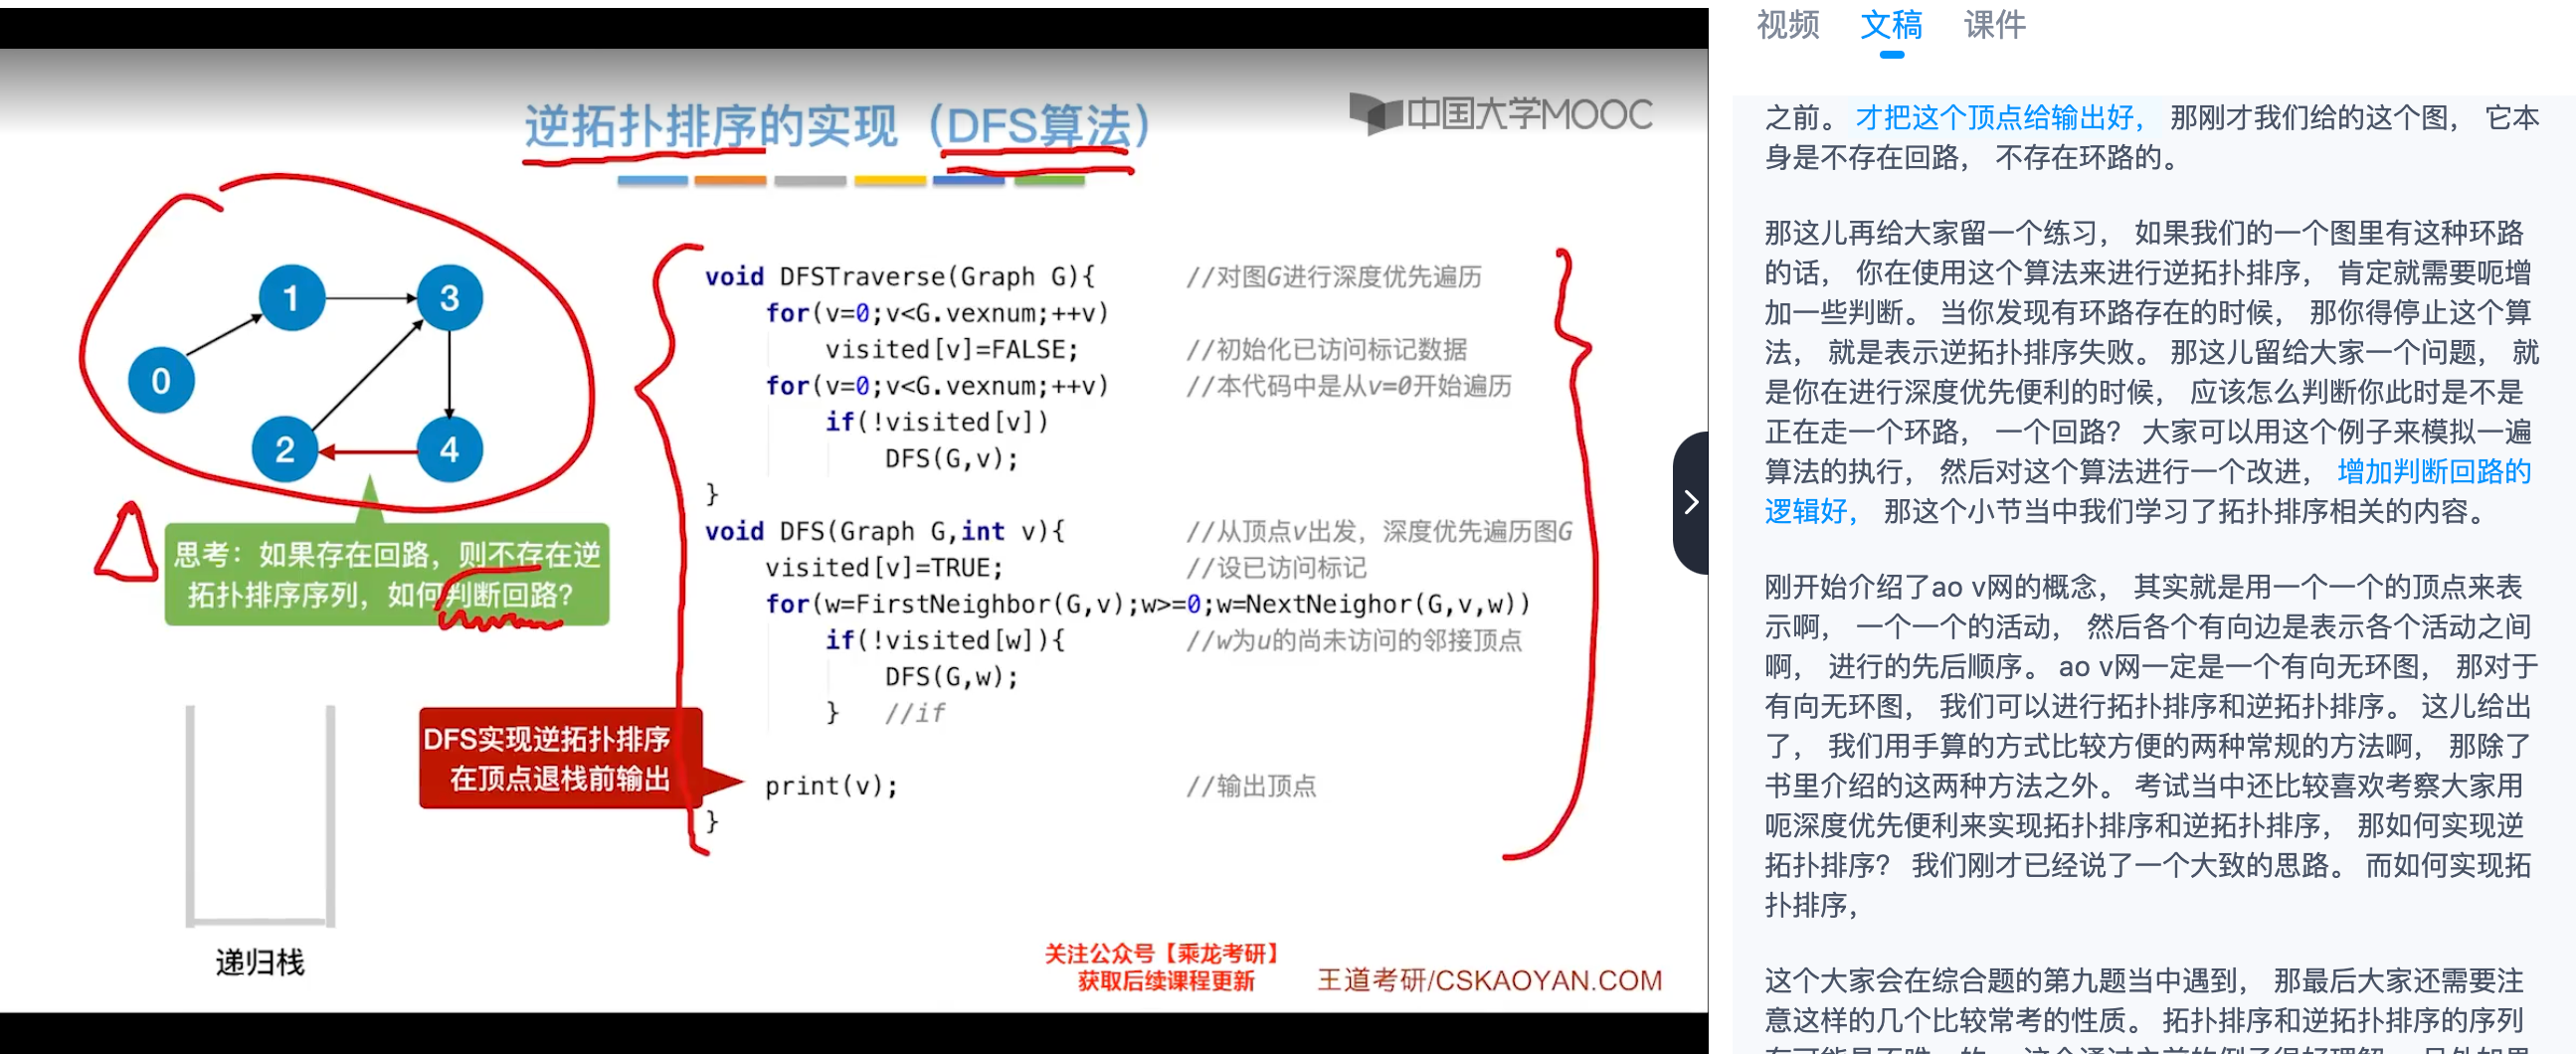 逆拓扑排序的实现（DFS算法）
中国大学MOOC
0
1
3
2
4
思考：如果存在回路，则不存在逆
拓扑排序序列，如何判断回路？
void DFSTraverse(Graph G){ //对图G进行深度优先遍历
for(v=0;v<G.vexnum;++v)
visited[v]=FALSE; //初始化已访问标记数据
for(v=0;v<G.vexnum;++v) //本代码中是从v=0开始遍历
if(!visited[v])
DFS(G,v);
}
void DFS(Graph G,int v){ //从顶点v出发，深度优先遍历图G
visited[v]=TRUE; //设已访问标记
for(w=FirstNeighbor(G,v);w>=0;w=NextNeighor(G,v,w))
if(!visited[w]){ //w为u的尚未访问的邻接顶点
DFS(G,w);
} //if
print(v); //输出顶点
}
DFS实现逆拓扑排序
在顶点退栈前输出
递归栈
关注公众号【乘龙考研】
获取后续课程更新
王道考研/CSKAOYAN.COM
视频 文稿 课件
之前。 才把这个顶点给输出好， 那刚才我们给的这个图， 它本
身是不存在回路， 不存在环路的。
那这儿再给大家留一个练习， 如果我们的一个图里有这种环路
的话， 你在使用这个算法来进行逆拓扑排序， 肯定就需要呃增
加一些判断。 当你发现有环路存在的时候， 那你得停止这个算
法， 就是表示逆拓扑排序失败。 那这儿留给大家一个问题， 就
是你在进行深度优先便利的时候， 应该怎么判断你此时是不是
正在走一个环路， 一个回路？ 大家可以用这个例子来模拟一遍
算法的执行， 然后对这个算法进行一个改进， 增加判断回路的
逻辑好， 那这个小节当中我们学习了拓扑排序相关的内容。
刚开始介绍了ao v网的概念， 其实就是用一个一个的顶点来表
示啊， 一个一个的活动， 然后各个有向边是表示各个活动之间
啊， 进行的先后顺序。 ao v网一定是一个有向无环图， 那对于
有向无环图， 我们可以进行拓扑排序和逆拓扑排序。 这儿给出
了， 我们用手算的方式比较方便的两种常规的方法啊， 那除了
书里介绍的这两种方法之外。 考试当中还比较喜欢考察大家用
呃深度优先便利来实现拓扑排序和逆拓扑排序， 那如何实现逆
拓扑排序？ 我们刚才已经说了一个大致的思路。 而如何实现拓
扑排序，
这个大家会在综合题的第九题当中遇到， 那最后大家还需要注
意这样的几个比较常考的性质。 拓扑排序和逆拓扑排序的序列